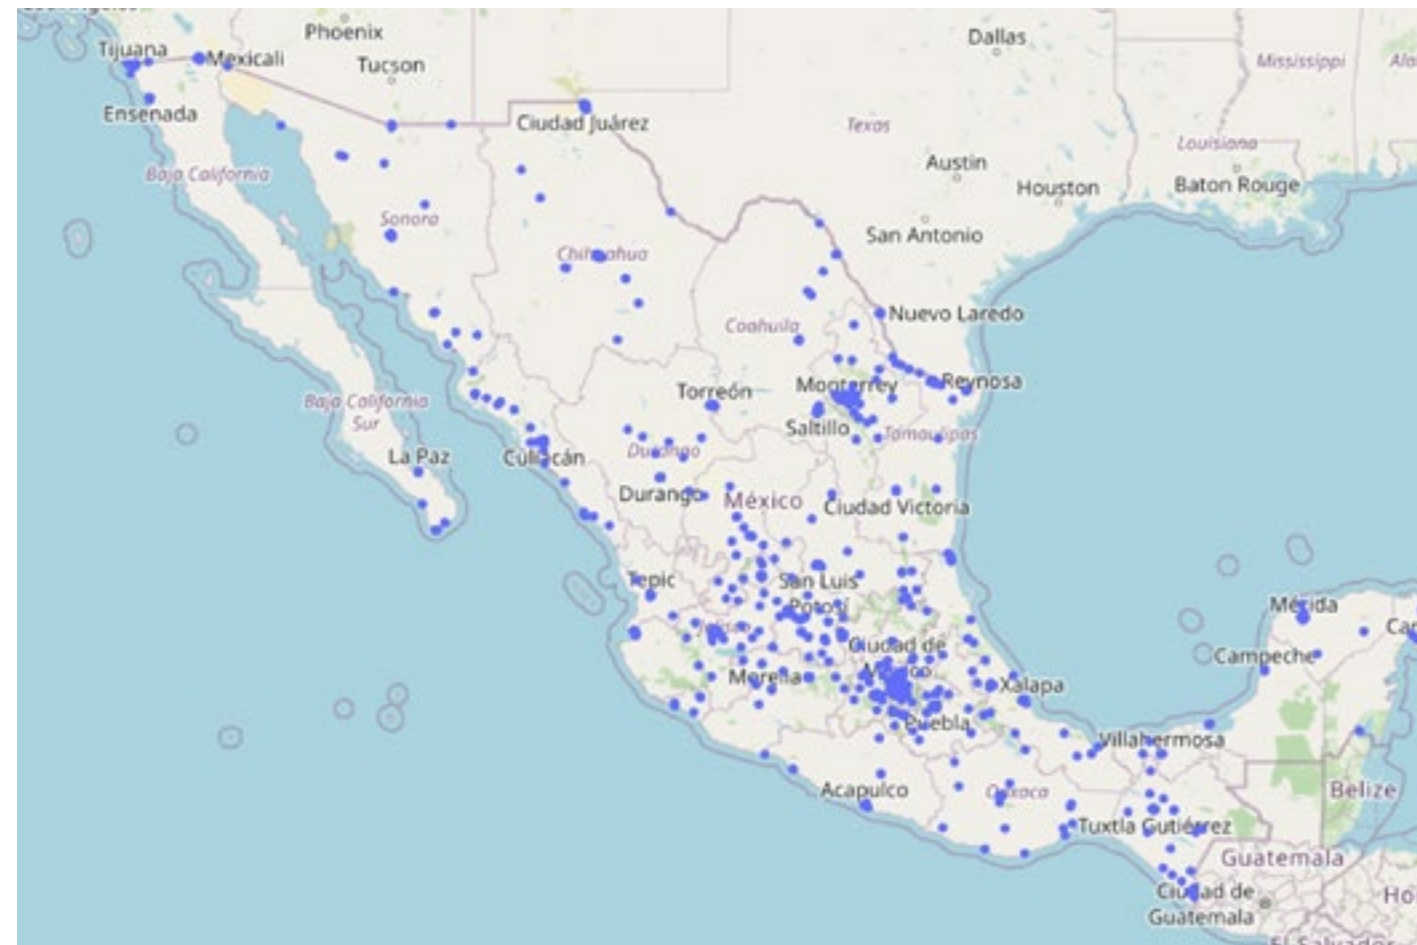 Phoenix
Dallas
Tijuana
Mexicali
Tucson
Mississippi
Ensenada
Ciudad Juárez
Texas
Louisiana
Austin
Baja California
Houston
Baton Rouge
Sonora
San Antonio
Chihuahua
Nuevo Laredo
Coahuila
Torreón
Monterrey
Reynosa
Baja California
Sur
Saltillo
Tamaulipas
La Paz
Culiacán
Durango
Durango
México
Ciudad Victoria
Tepic
San Luis
Potosí
Mérida
Jalisco
Ciudad de
México
Campeche
Morelia
Xalapa
Puebla
Villahermosa
Acapulco
Oaxaca
Belize
Tuxtla Gutiérrez
Guatemala
Ciudad de
Guatemala
El Salvador